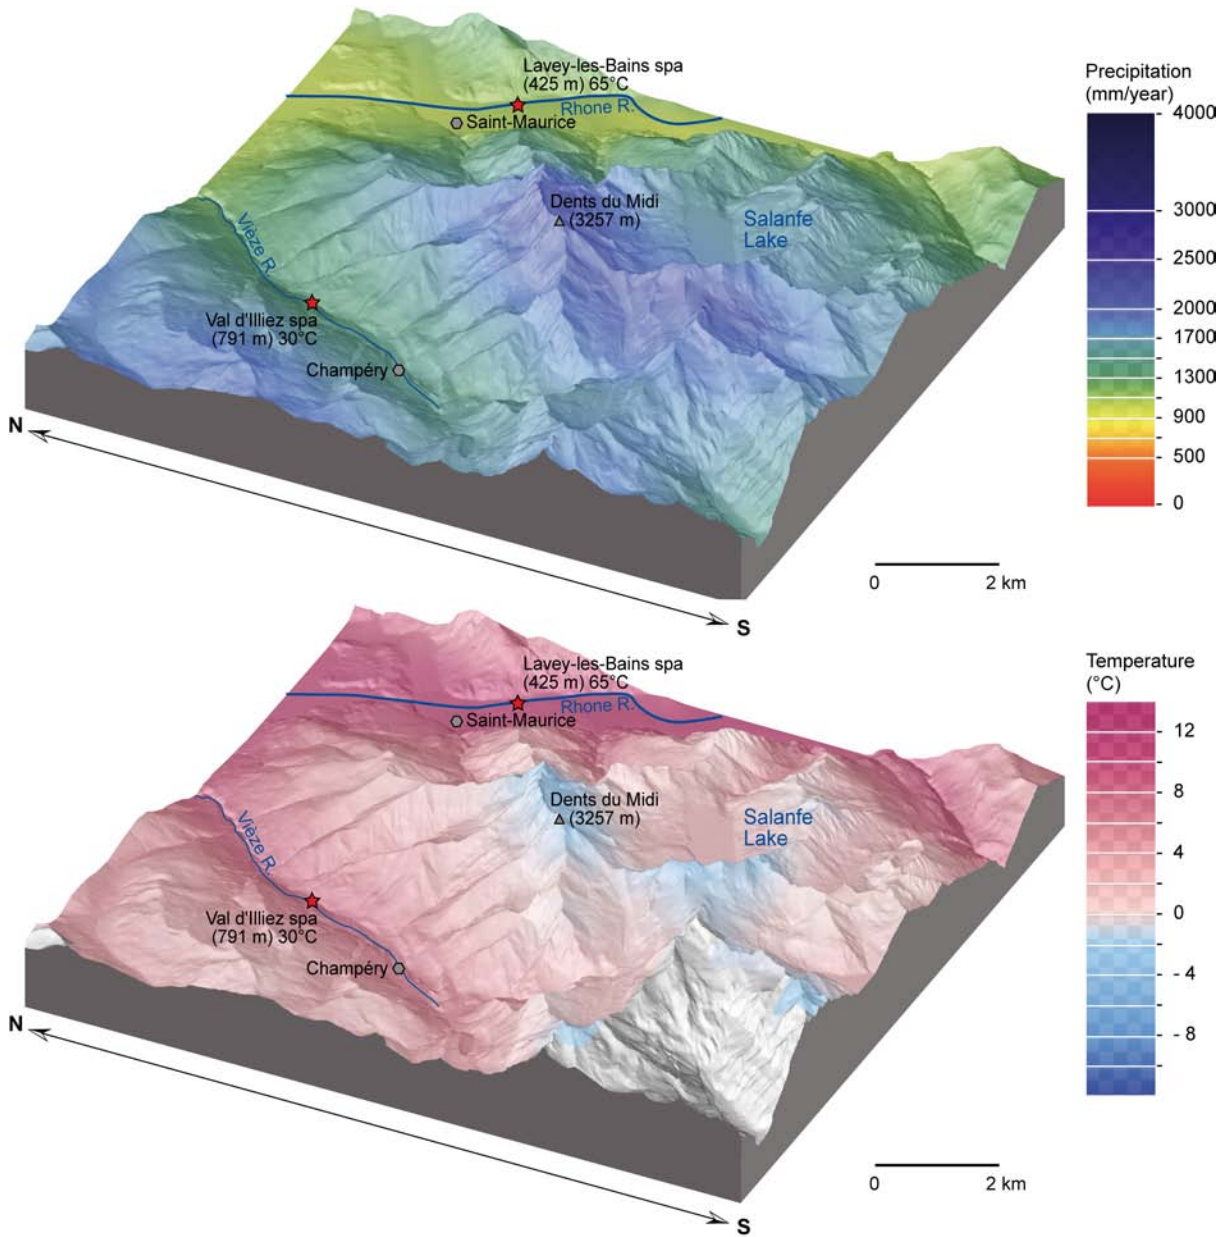 Lavey-les-Bains spa
(425 m) 65°C
Rhone R.
Saint-Maurice
Dents du Midi
(3257 m)
Salanfe
Lake
Vièze R.
Val d'Illiez spa
(791 m) 30°C
Champéry
N
S
Precipitation
(mm/year)
4000
3000
2500
2000
1700
1300
900
500
0
0 2 km
Lavey-les-Bains spa
(425 m) 65°C
Rhone R.
Saint-Maurice
Dents du Midi
(3257 m)
Salanfe
Lake
Vièze R.
Val d'Illiez spa
(791 m) 30°C
Champéry
N
S
Temperature
(°C)
12
8
4
0
- 4
- 8
0 2 km